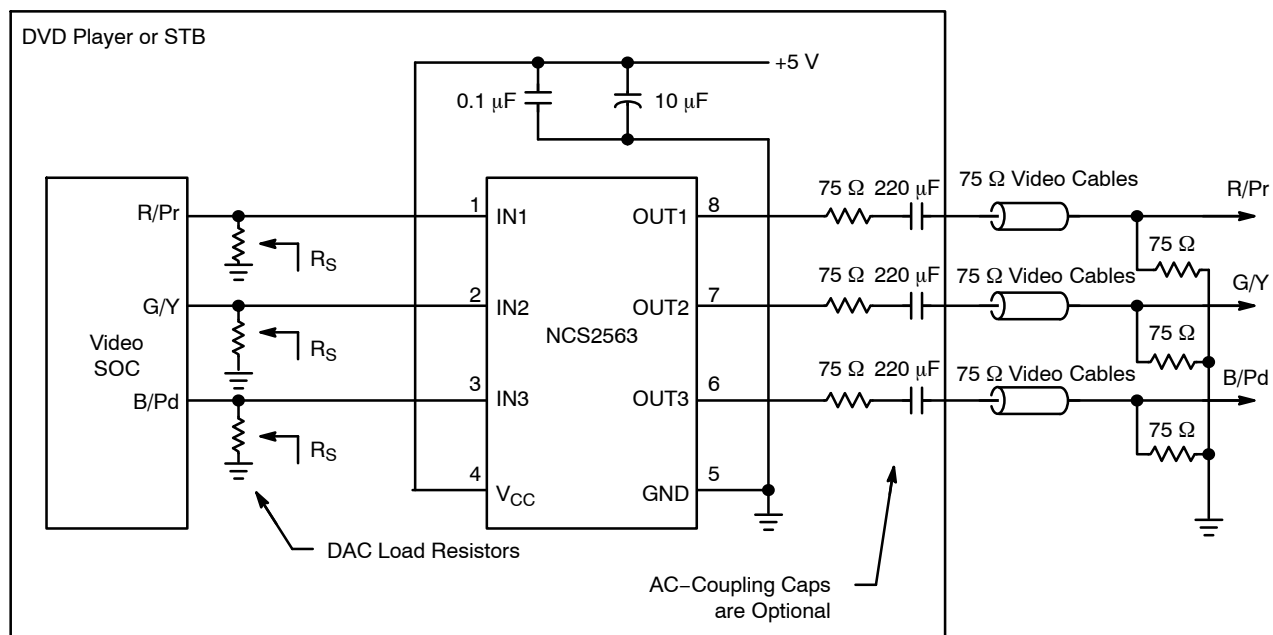 DVD Player or STB
+5 V
0.1 μF
10 μF
75 Ω 220 μF
75 Ω Video Cables
R/Pr
R/Pr
1
IN1
OUT1
8
75 Ω
RS
75 Ω 220 μF
75 Ω Video Cables
G/Y
G/Y
2
IN2
OUT2
7
Video
SOC
NCS2563
RS
75 Ω
75 Ω 220 μF
75 Ω Video Cables
B/Pd
B/Pd
3
IN3
OUT3
6
75 Ω
RS
4
VCC
GND
5
DAC Load Resistors
AC−Coupling Caps
are Optional